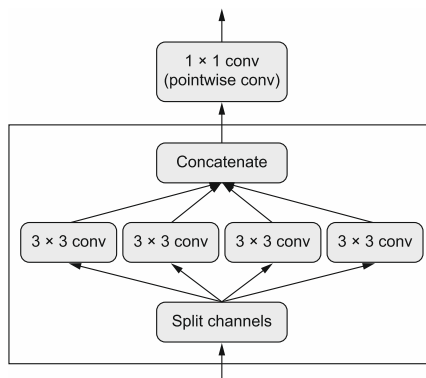 1 × 1 conv
(pointwise conv)
Concatenate
3 × 3 conv
3 × 3 conv
3 × 3 conv
3 × 3 conv
Split channels